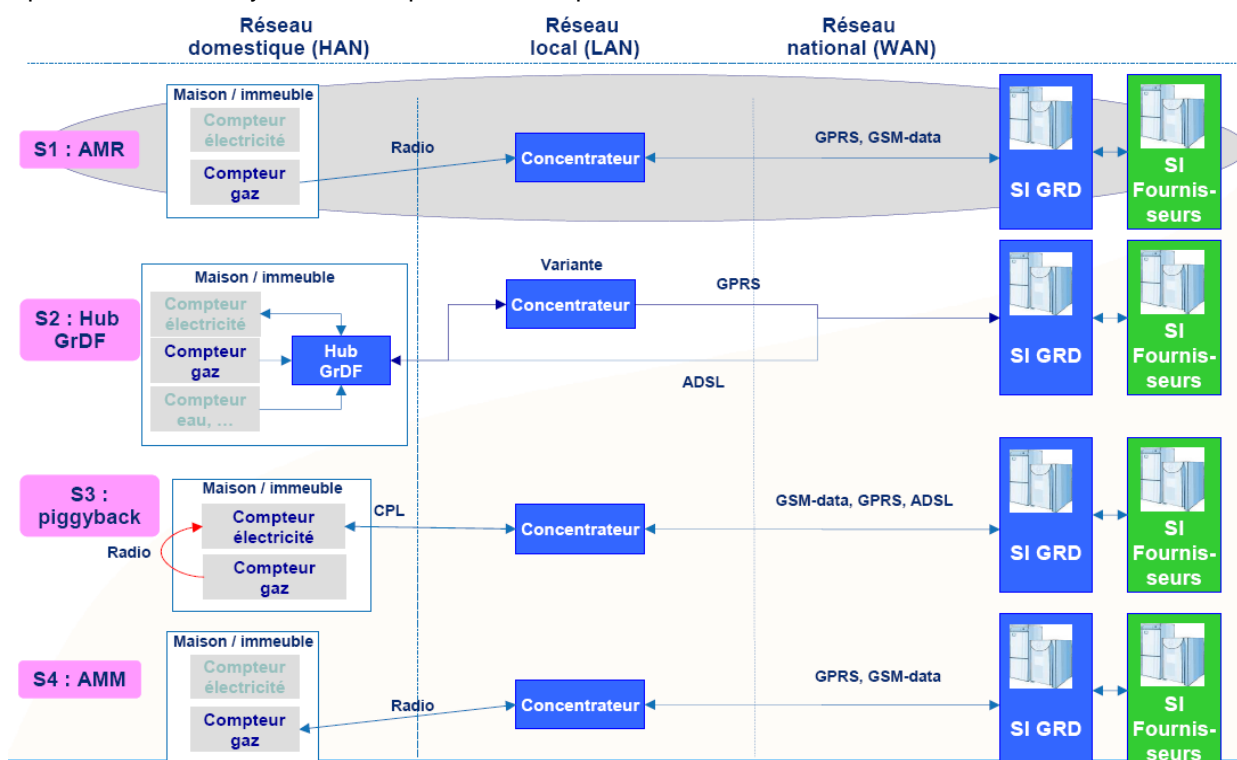 Réseau
domestique (HAN)
Réseau
local (LAN)
Réseau
national (WAN)
S1 : AMR
Maison / immeuble
Compteur
électricité
Compteur
gaz
Radio
Concentrateur
GPRS, GSM-data
SI GRD
SI
Fournis-
seurs
S2 : Hub
GrDF
Maison / immeuble
Compteur
électricité
Compteur
gaz
Compteur
eau, ...
Hub
GrDF
Variante
Concentrateur
GPRS
ADSL
SI GRD
SI
Fournis-
seurs
S3 :
piggyback
Radio
Maison / immeuble
Compteur
électricité
Compteur
gaz
CPL
Concentrateur
GSM-data, GPRS, ADSL
SI GRD
SI
Fournis-
seurs
S4 : AMM
Maison / immeuble
Compteur
électricité
Compteur
gaz
Radio
Concentrateur
GPRS, GSM-data
SI GRD
SI
Fournis-
seurs